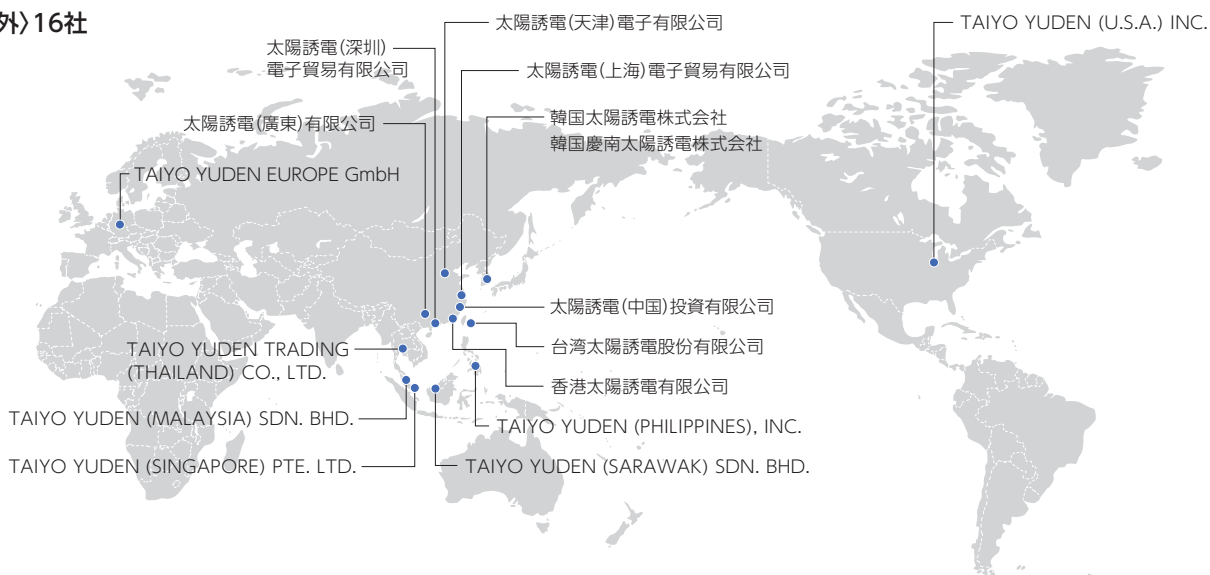 外〉16社
太陽誘電(天津)電子有限公司
TAIYO YUDEN (U.S.A.) INC.
太陽誘電(深圳)
電子貿易有限公司
太陽誘電(上海)電子貿易有限公司
太陽誘電(廣東)有限公司
韓国太陽誘電株式会社
韓国慶南太陽誘電株式会社
TAIYO YUDEN EUROPE GmbH
太陽誘電(中国)投資有限公司
台湾太陽誘電股份有限公司
TAIYO YUDEN TRADING
(THAILAND) CO., LTD.
香港太陽誘電有限公司
TAIYO YUDEN (MALAYSIA) SDN. BHD.
TAIYO YUDEN (PHILIPPINES), INC.
TAIYO YUDEN (SINGAPORE) PTE. LTD.
TAIYO YUDEN (SARAWAK) SDN. BHD.